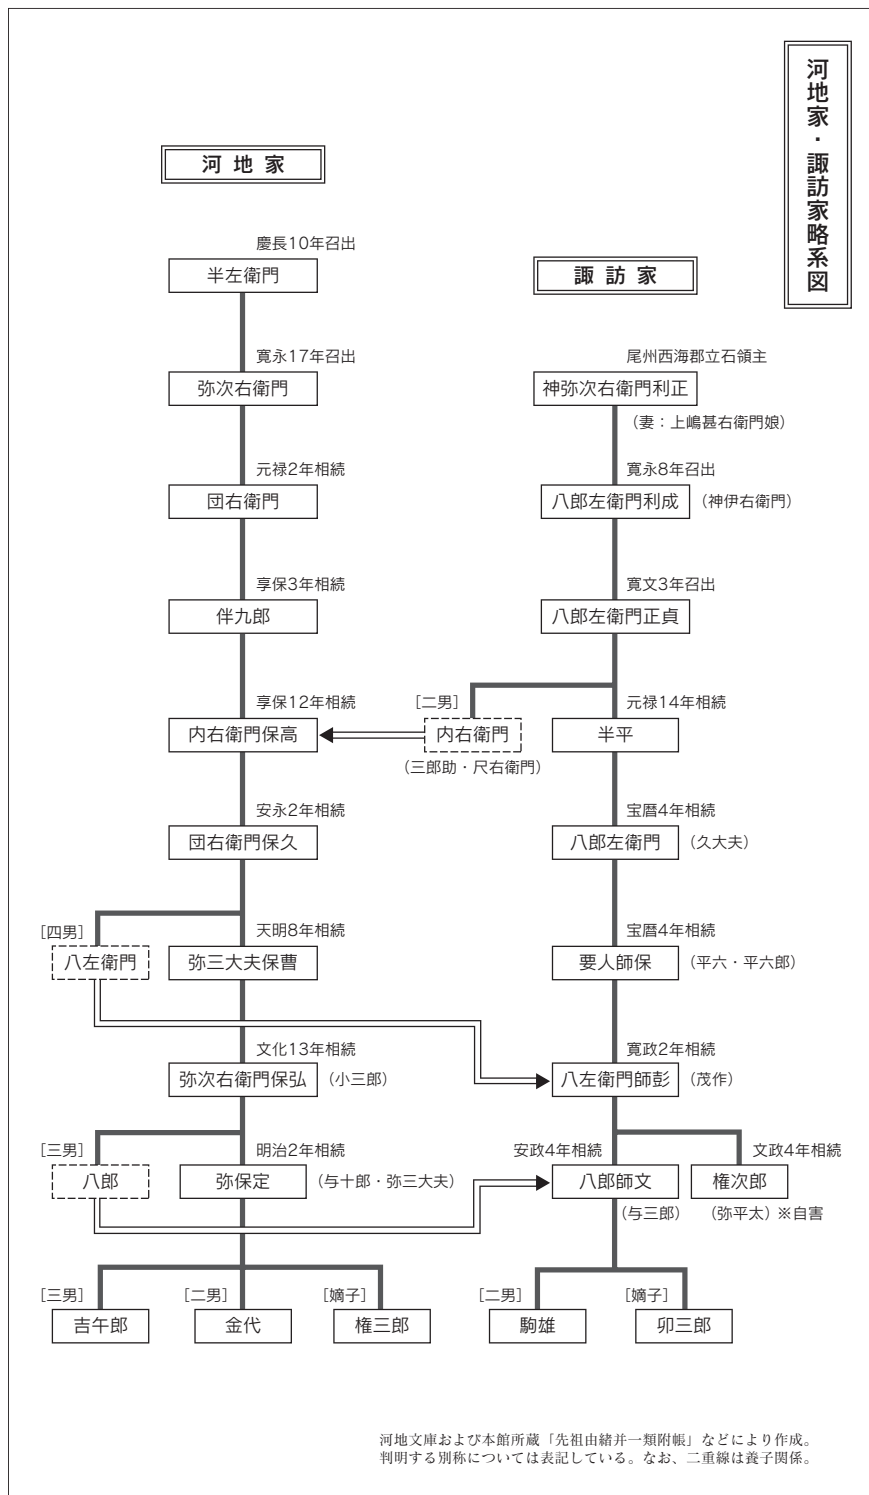 河地家・諏訪家略系図
河地家
慶長10年召出
半左衛門
寛永17年召出
弥次右衛門
元禄2年相続
団右衛門
享保3年相続
伴九郎
享保12年相続
内右衛門保高
安永2年相続
団右衛門保久
[四男]
八左衛門
天明8年相続
弥三大夫保曹
文化13年相続
弥次右衛門保弘
(小三郎)
[三男]
八郎
明治2年相続
弥保定
(与十郎・弥三大夫)
[三男]
吉午郎
[二男]
金代
[嫡子]
権三郎
諏訪家
尾州西海郡立石領主
神弥次右衛門利正
(妻:上嶋甚右衛門娘)
寛永8年召出
八郎左衛門利成
(神伊右衛門)
寛文3年召出
八郎左衛門正貞
[二男]
内右衛門
(三郎助・尺右衛門)
元禄14年相続
半平
宝暦4年相続
八郎左衛門
(久大夫)
宝暦4年相続
要人師保
(平六・平六郎)
寛政2年相続
八左衛門師彭
(茂作)
安政4年相続
八郎師文
(与三郎)
文政4年相続
権次郎
(弥平太)※自害
[二男]
駒雄
[嫡子]
卯三郎
河地文庫および本館所蔵「先祖由緒并一類附帳」などにより作成。
判明する別称については表記している。なお、二重線は養子関係。